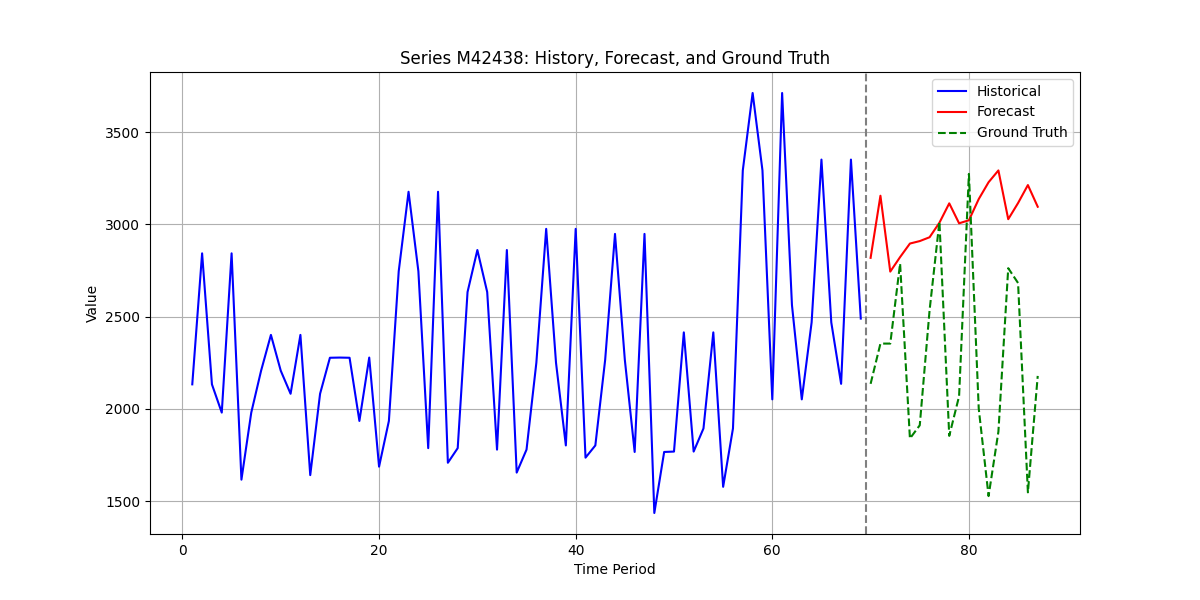 Series M42438: History, Forecast, and Ground Truth
Historical
Forecast
Ground Truth
Value
3500
3000
2500
2000
1500
0 20 40 60 80
Time Period